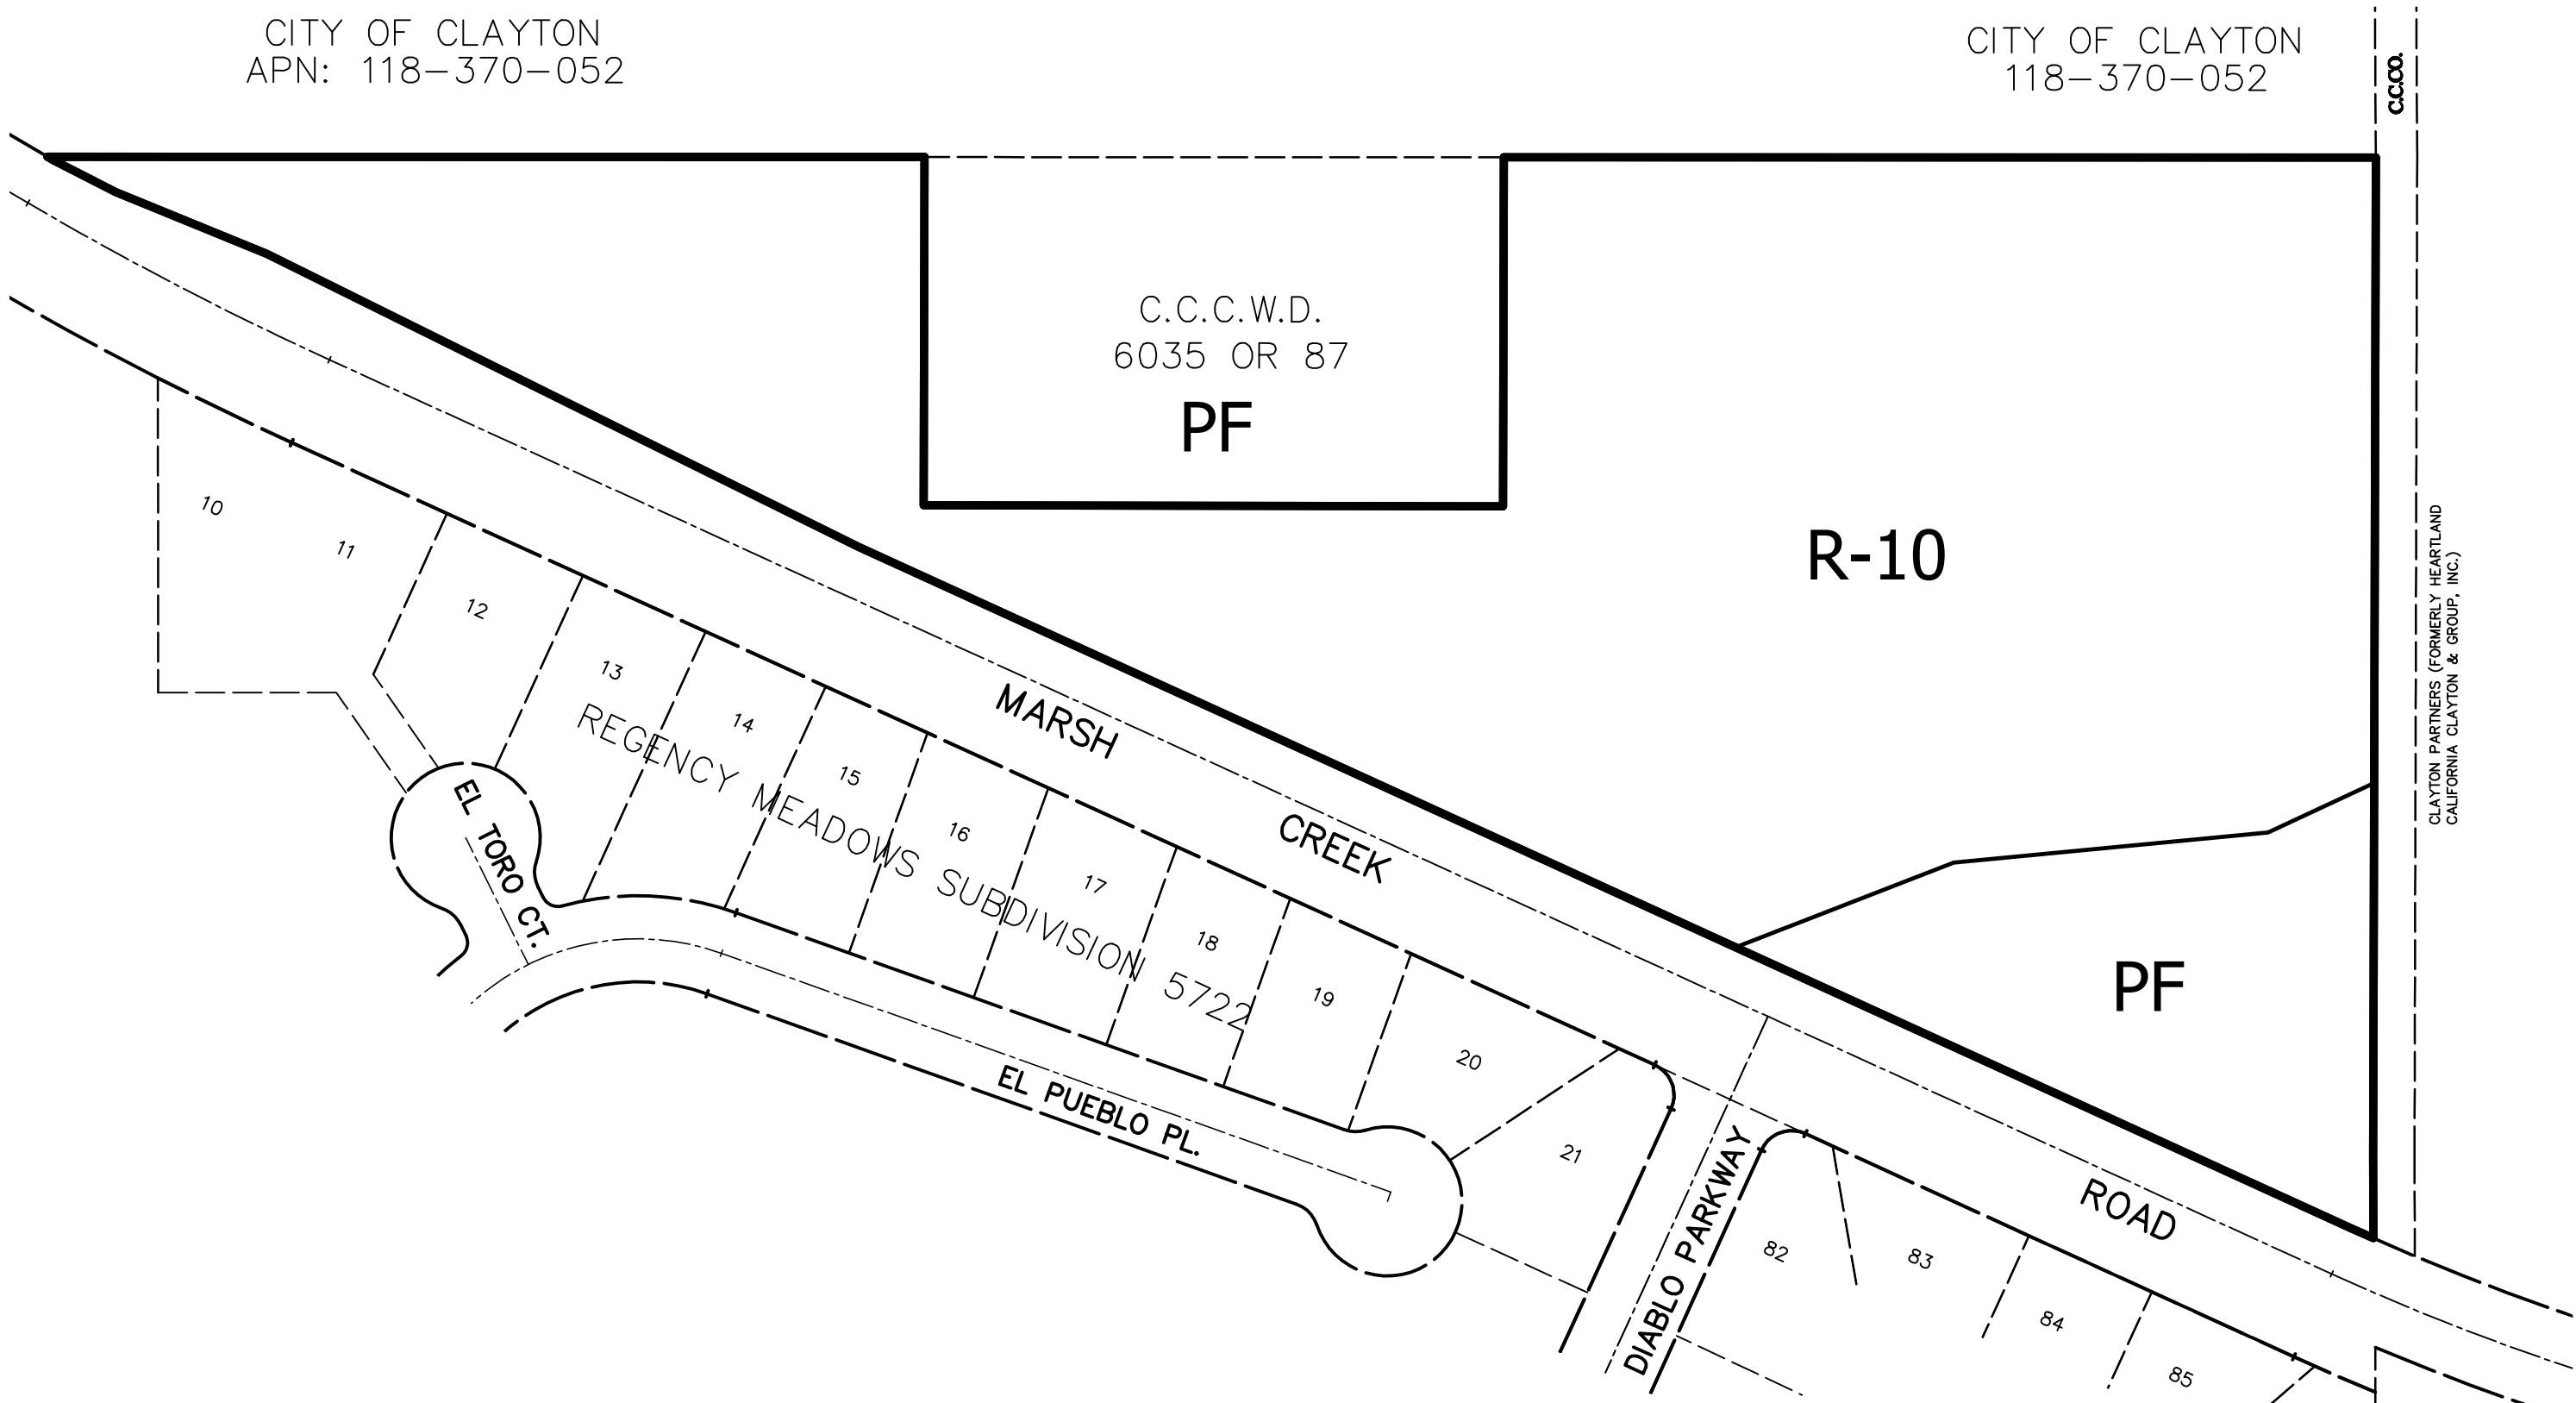 CITY OF CLAYTON
APN: 118-370-052
CITY OF CLAYTON
118-370-052
C.C.CO.
C.C.C.W.D.
6035 OR 87
PF
R-10
CLAYTON PARTNERS (FORMERLY HEARTLAND
CALIFORNIA CLAYTON & GROUP, INC.)
10
11
12
13
14
15
16
17
18
19
20
21
REGENCY MEADOWS SUBDIVISION 5722
MARSH CREEK ROAD
PF
EL TORO CT.
EL PUEBLO PL.
DIABLO PARKWAY
82
83
84
85